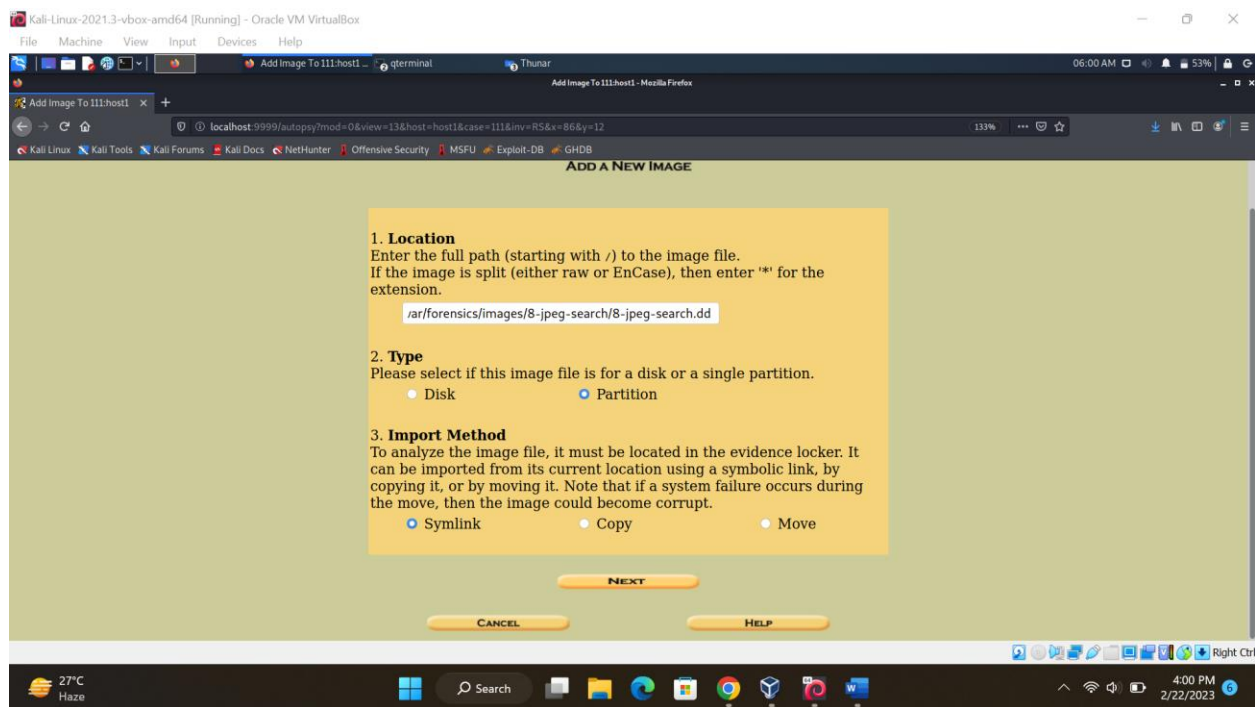 Kali-Linux-2021.3-vbox-amd64 [Running] - Oracle VM VirtualBox
File Machine View Input Devices Help
Add Image To 111:host1 ... qterminal Thunar 06:00 AM 53%
Add Image To 111:host1 - Mozilla Firefox
Add Image To 111:host1
localhost:9999/autopsy?mod=0&view=13&host=host1&case=111&inv=RS&x=86&y=12 133%
Kali Linux Kali Tools Kali Forums Kali Docs NetHunter Offensive Security MSFU Exploit-DB GHDB
ADD A NEW IMAGE
1. Location
Enter the full path (starting with /) to the image file.
If the image is split (either raw or EnCase), then enter '*' for the
extension.
/ar/forensics/images/8-jpeg-search/8-jpeg-search.dd
2. Type
Please select if this image file is for a disk or a single partition.
Disk Partition
3. Import Method
To analyze the image file, it must be located in the evidence locker. It
can be imported from its current location using a symbolic link, by
copying it, or by moving it. Note that if a system failure occurs during
the move, then the image could become corrupt.
Symlink Copy Move
NEXT
CANCEL HELP
Right Ctrl
27°C
Haze
Search
4:00 PM
2/22/2023 6